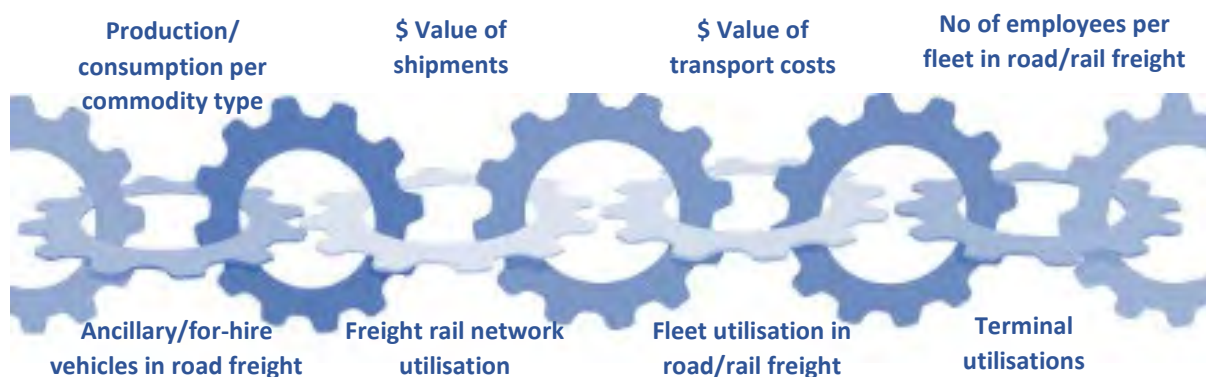 Production/
consumption per
commodity type
$ Value of
shipments
$ Value of
transport costs
No of employees per
fleet in road/rail freight
Ancillary/for-hire
vehicles in road freight
Freight rail network
utilisation
Fleet utilisation in
road/rail freight
Terminal
utilisations